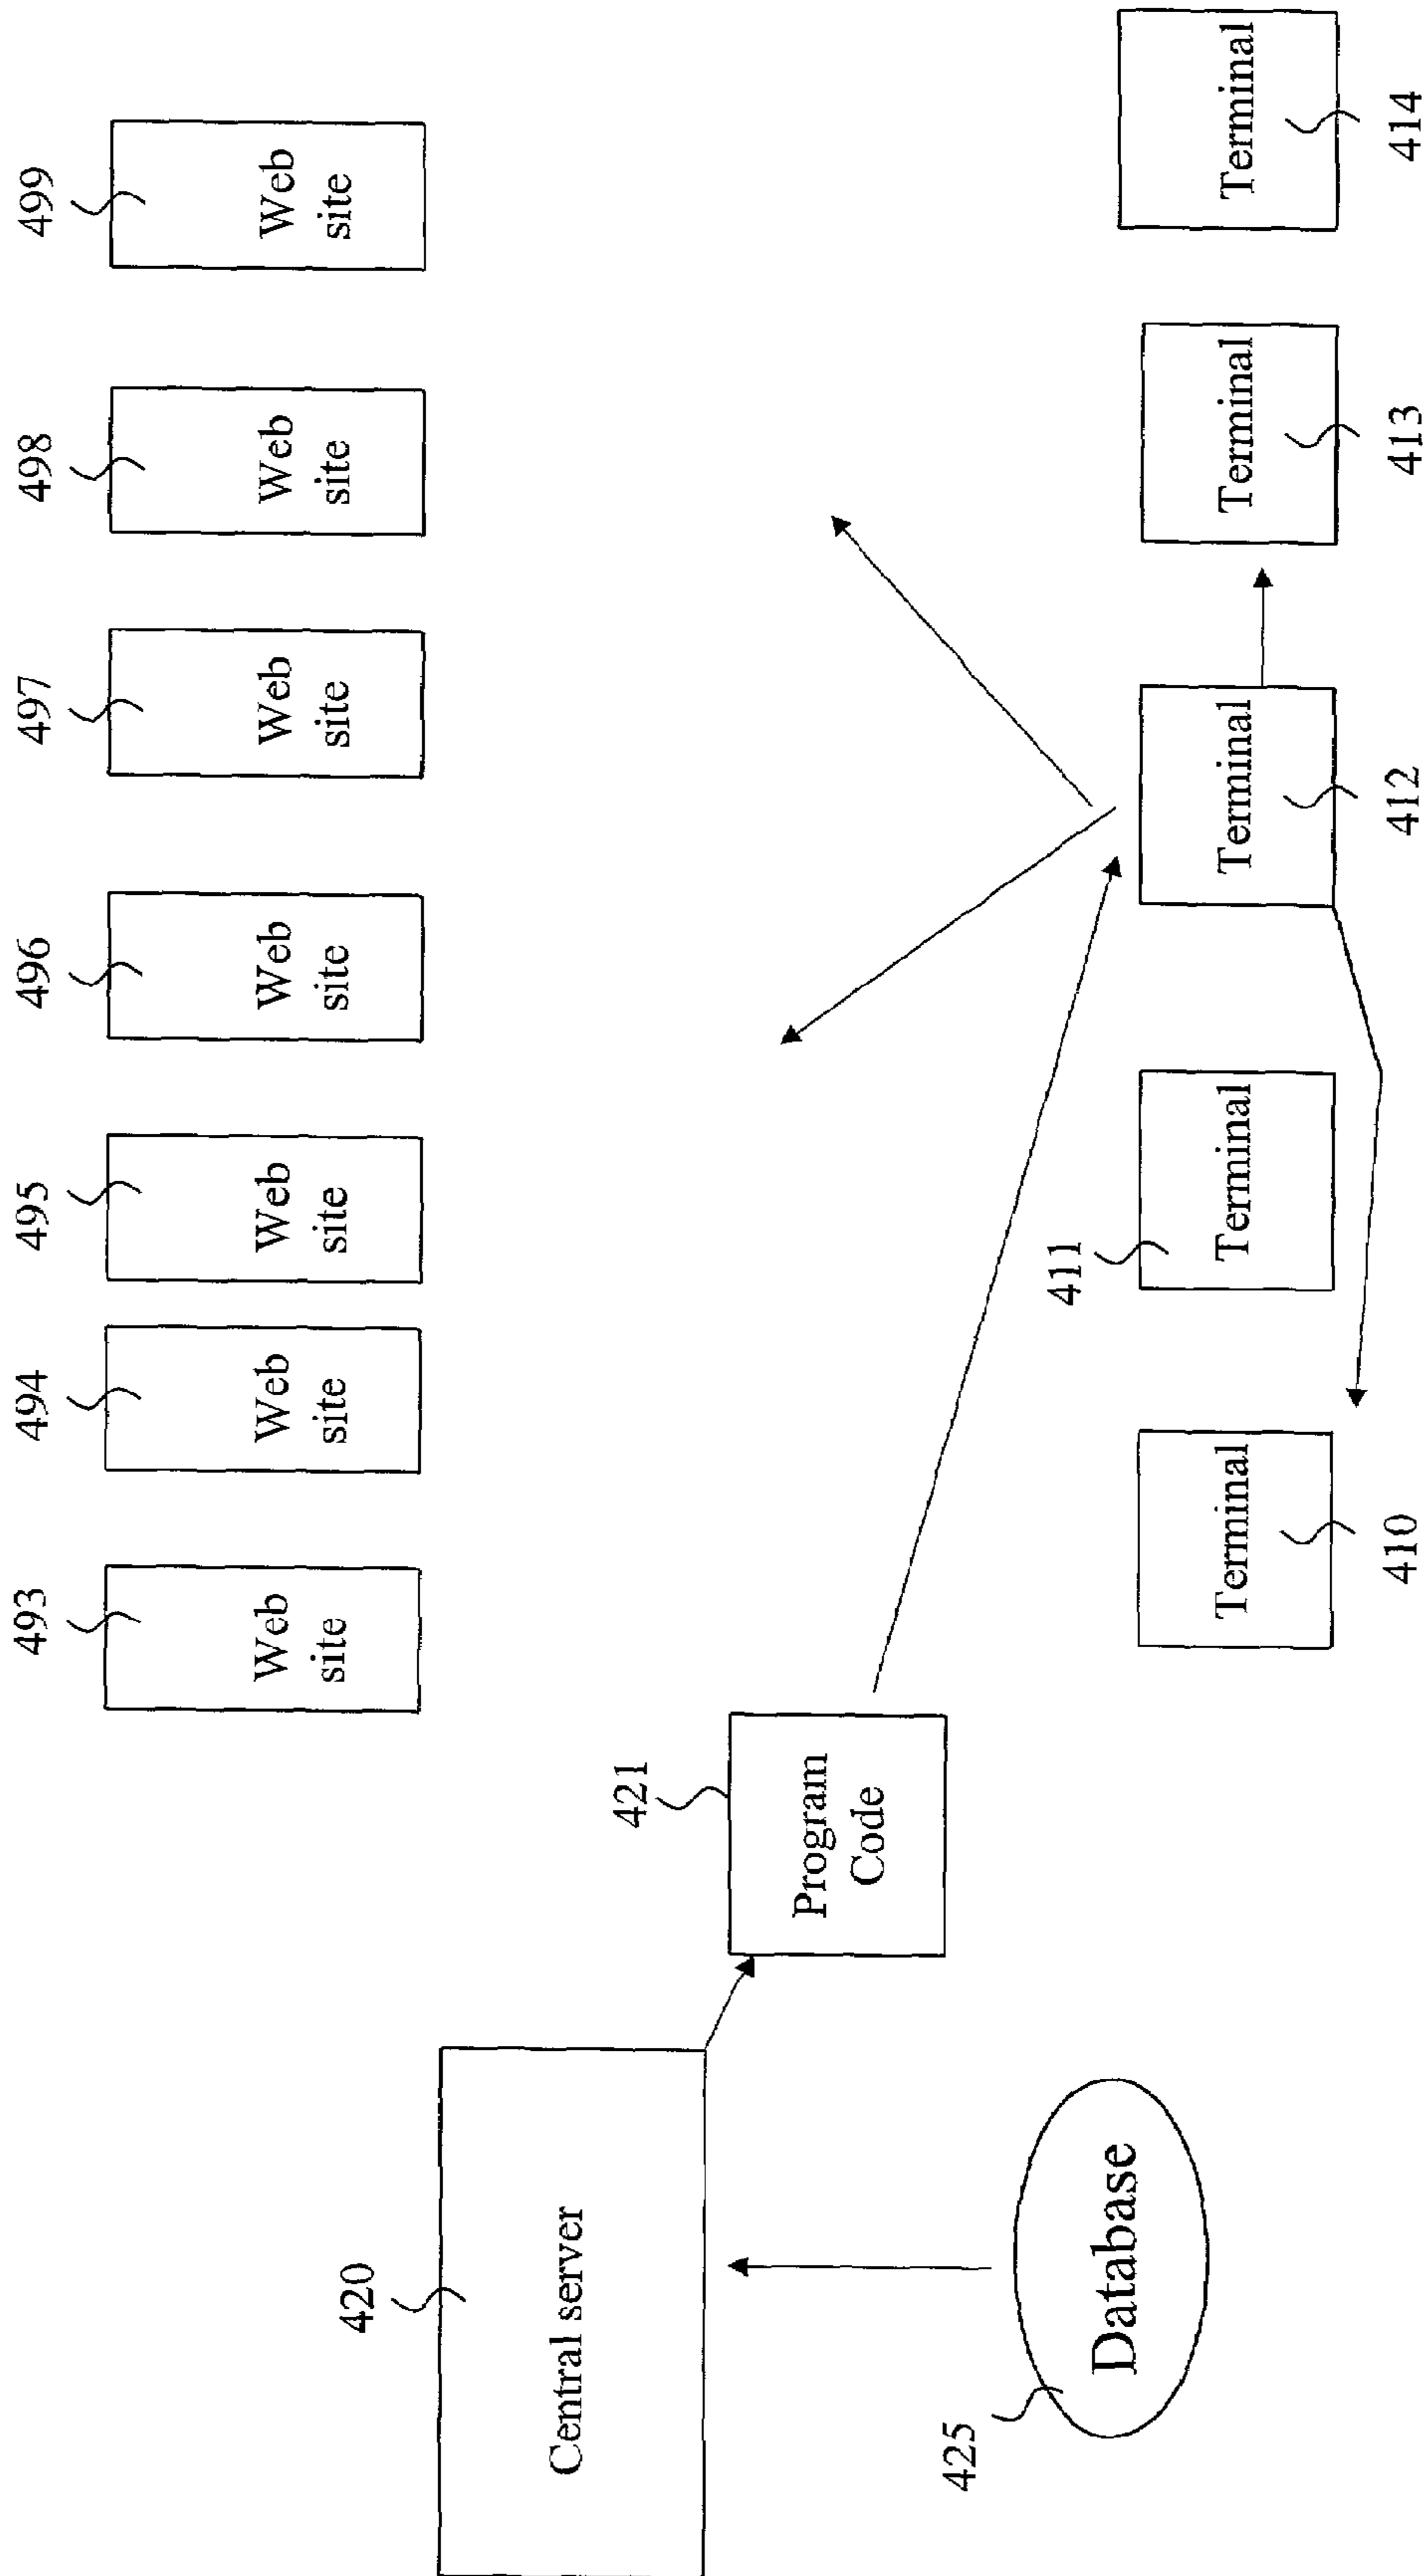 493
494
495
496
497
498
499
Web
site
Web
site
Web
site
Web
site
Web
site
Web
site
Web
site
420
Central server
421
Program
Code
425
Database
411
Terminal
Terminal
Terminal
Terminal
Terminal
410
412
413
414